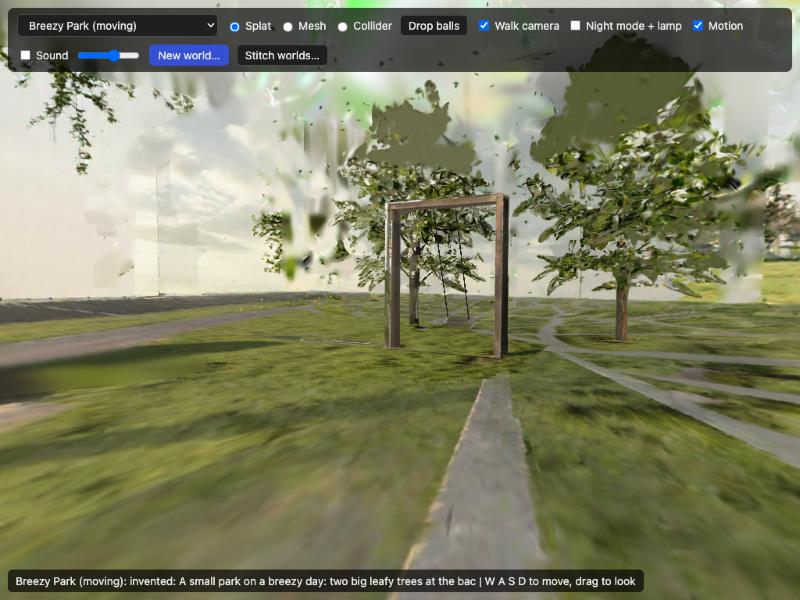 Breezy Park (moving)
Splat
Mesh
Collider
Drop balls
Walk camera
Night mode + lamp
Motion
Sound
New world...
Stitch worlds...
Breezy Park (moving): invented: A small park on a breezy day: two big leafy trees at the bac | W A S D to move, drag to look